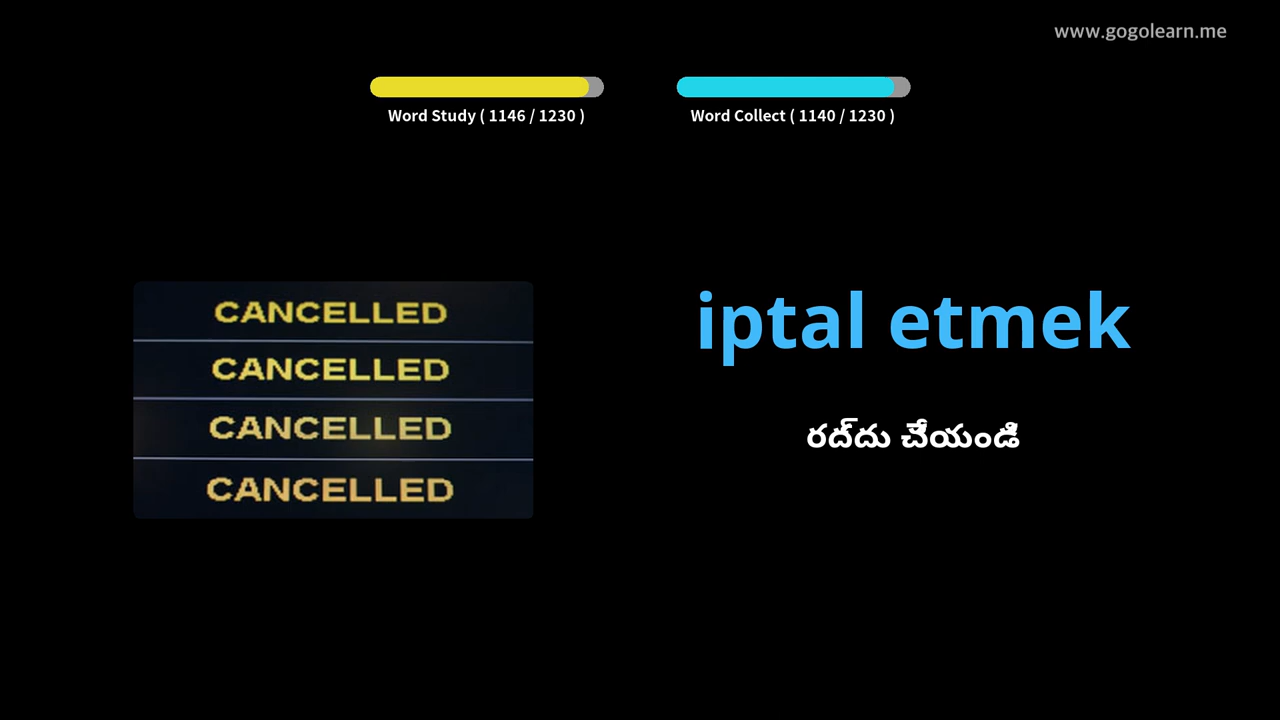 www.gogolearn.me
Word Study ( 1146 / 1230 )
Word Collect ( 1140 / 1230 )
CANCELLED
CANCELLED
CANCELLED
CANCELLED
iptal etmek
రద్దు చేయండి